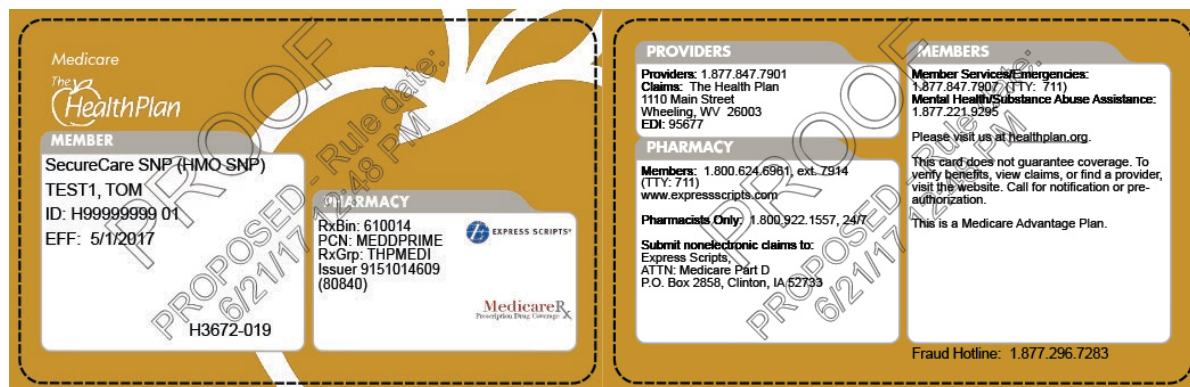 Medicare
The HealthPlan
MEMBER
SecureCare SNP (HMO SNP)
TEST1, TOM
ID: H99999999 01
EFF: 5/1/2017
H3672-019
PHARMACY
RxBin: 610014
PCN: MEDDPRIME
RxGrp: THPMEDI
Issuer 9151014609
(80840)
EXPRESS SCRIPTS®
MedicareRx
Prescription Drug Coverage
PROOF
PROPOSED - Rule date:
6/21/17 12:48 PM
PROVIDERS
Providers: 1.877.847.7901
Claims: The Health Plan
1110 Main Street
Wheeling, WV 26003
EDI: 95677
PHARMACY
Members: 1.800.624.6961, ext. 7914
(TTY: 711)
www.expressscripts.com
Pharmacists Only: 1.800.922.1557, 24/7
Submit nonelectronic claims to:
Express Scripts,
ATTN: Medicare Part D
P.O. Box 2858, Clinton, IA 52733
MEMBERS
Member Services/Emergencies:
1.877.847.7907 (TTY: 711)
Mental Health/Substance Abuse Assistance:
1.877.221.9295
Please visit us at healthplan.org.
This card does not guarantee coverage. To
verify benefits, view claims, or find a provider,
visit the website. Call for notification or pre-
authorization.
This is a Medicare Advantage Plan.
Fraud Hotline: 1.877.296.7283
PROOF
PROPOSED - Rule date:
6/21/17 12:48 PM